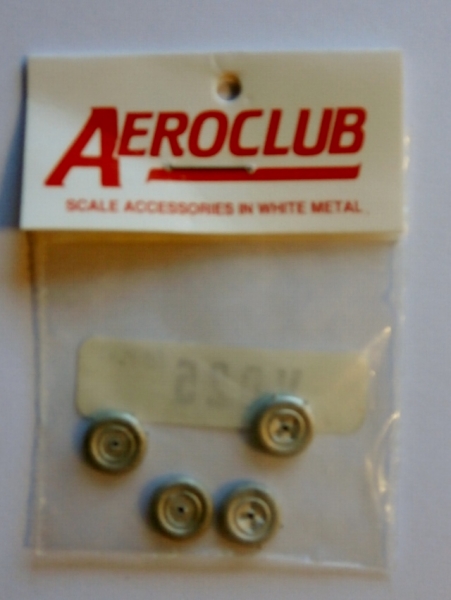 AEROCLUB
SCALE ACCESSORIES IN WHITE METAL.